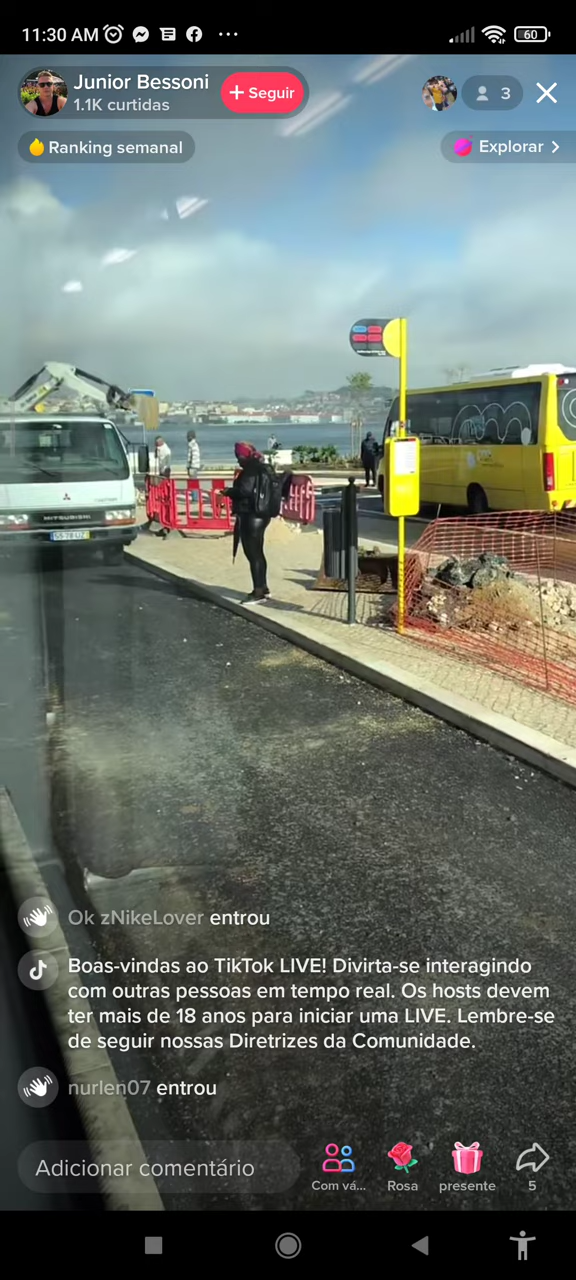 11:30 AM
60
Junior Bessoni
1.1K curtidas
+ Seguir
3
Ranking semanal
Explorar
MITSUBISHI
Ok zNikeLover entrou
Boas-vindas ao TikTok LIVE! Divirta-se interagindo
com outras pessoas em tempo real. Os hosts devem
ter mais de 18 anos para iniciar uma LIVE. Lembre-se
de seguir nossas Diretrizes da Comunidade.
nurlen07 entrou
Adicionar comentário
Com vá...
Rosa
presente
5